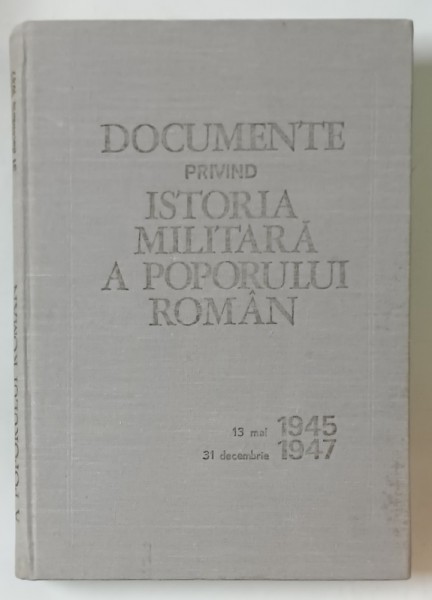 DOCUMENTE
PRIVIND
ISTORIA
MILITARĂ
A POPORULUI
ROMÂN
13 mai 1945
31 decembrie 1947
A POPORULUI ROMÂN